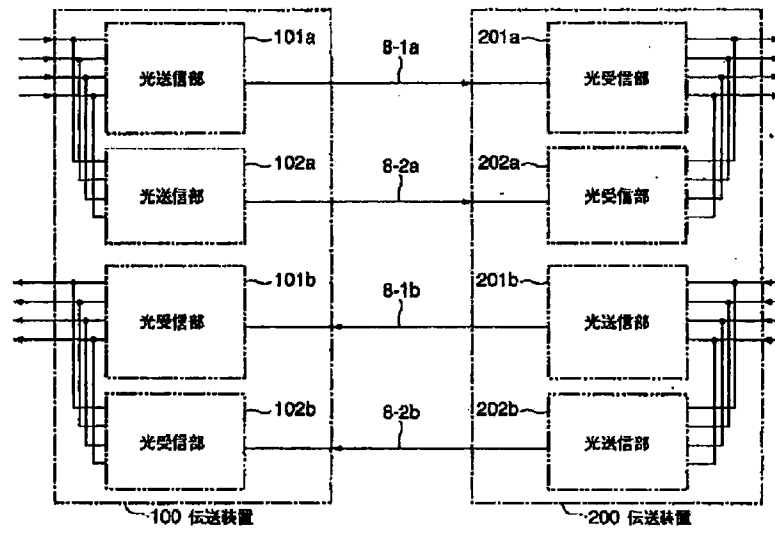 101a
8-1a
201a
光送信部
光受信部
102a
8-2a
202a
光送信部
光受信部
101b
8-1b
201b
光受信部
光送信部
102b
8-2b
202b
光受信部
光送信部
100 伝送装置
200 伝送装置